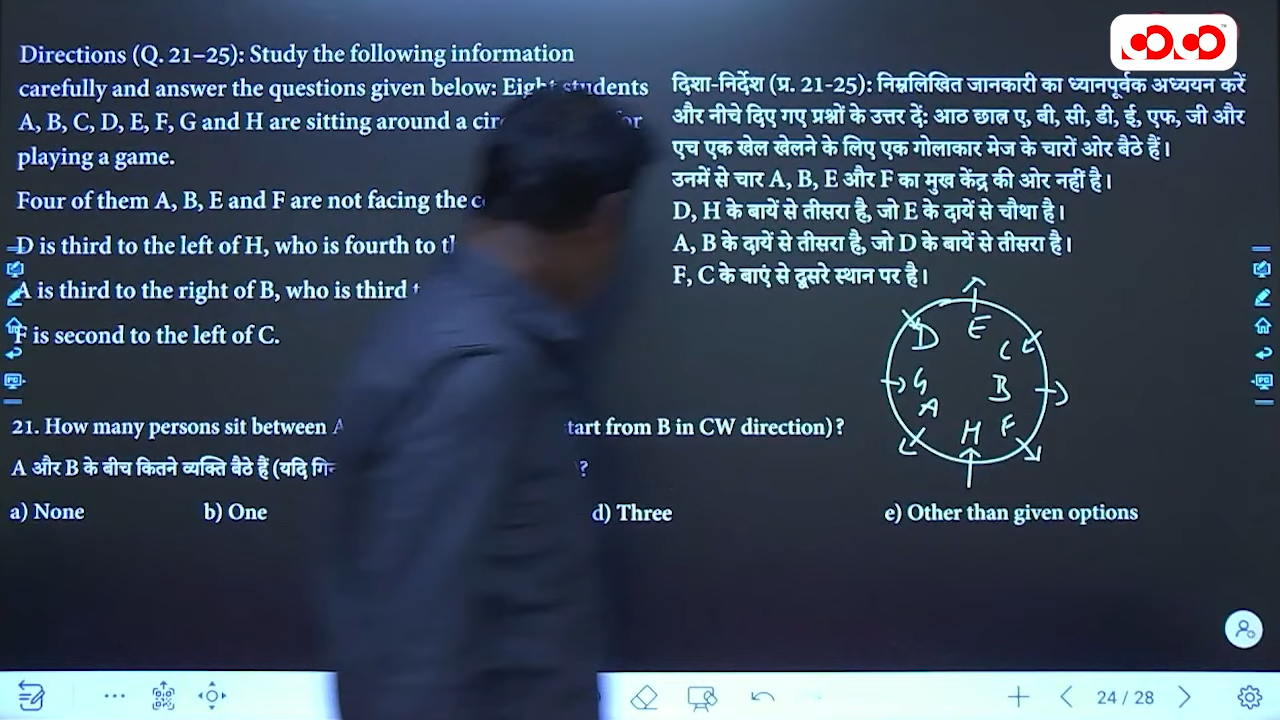 Directions (Q. 21–25): Study the following information
carefully and answer the questions given below: Eight students
A, B, C, D, E, F, G and H are sitting around a
playing a game.
Four of them A, B, E and F are not facing the
D is third to the left of H, who is fourth to
A is third to the right of B, who is third
F is second to the left of C.
दिशा-निर्देश (प्र. 21-25): निम्नलिखित जानकारी का ध्यानपूर्वक अध्ययन करें
और नीचे दिए गए प्रश्नों के उत्तर दें: आठ छात्र ए, बी, सी, डी, ई, एफ, जी और
एच एक खेल खेलने के लिए एक गोलाकार मेज के चारों ओर बैठे हैं।
उनमें से चार A, B, E और F का मुख केंद्र की ओर नहीं है।
D, H के बायें से तीसरा है, जो E के दायें से चौथा है।
A, B के दायें से तीसरा है, जो D के बायें से तीसरा है।
F, C के बाएं से दूसरे स्थान पर है।
E
D
C
G
B
A
H
F
21. How many persons sit between A start from B in CW direction)?
A और B के बीच कितने व्यक्ति बैठे हैं (यदि ?
a) None b) One d) Three e) Other than given options
24 / 28